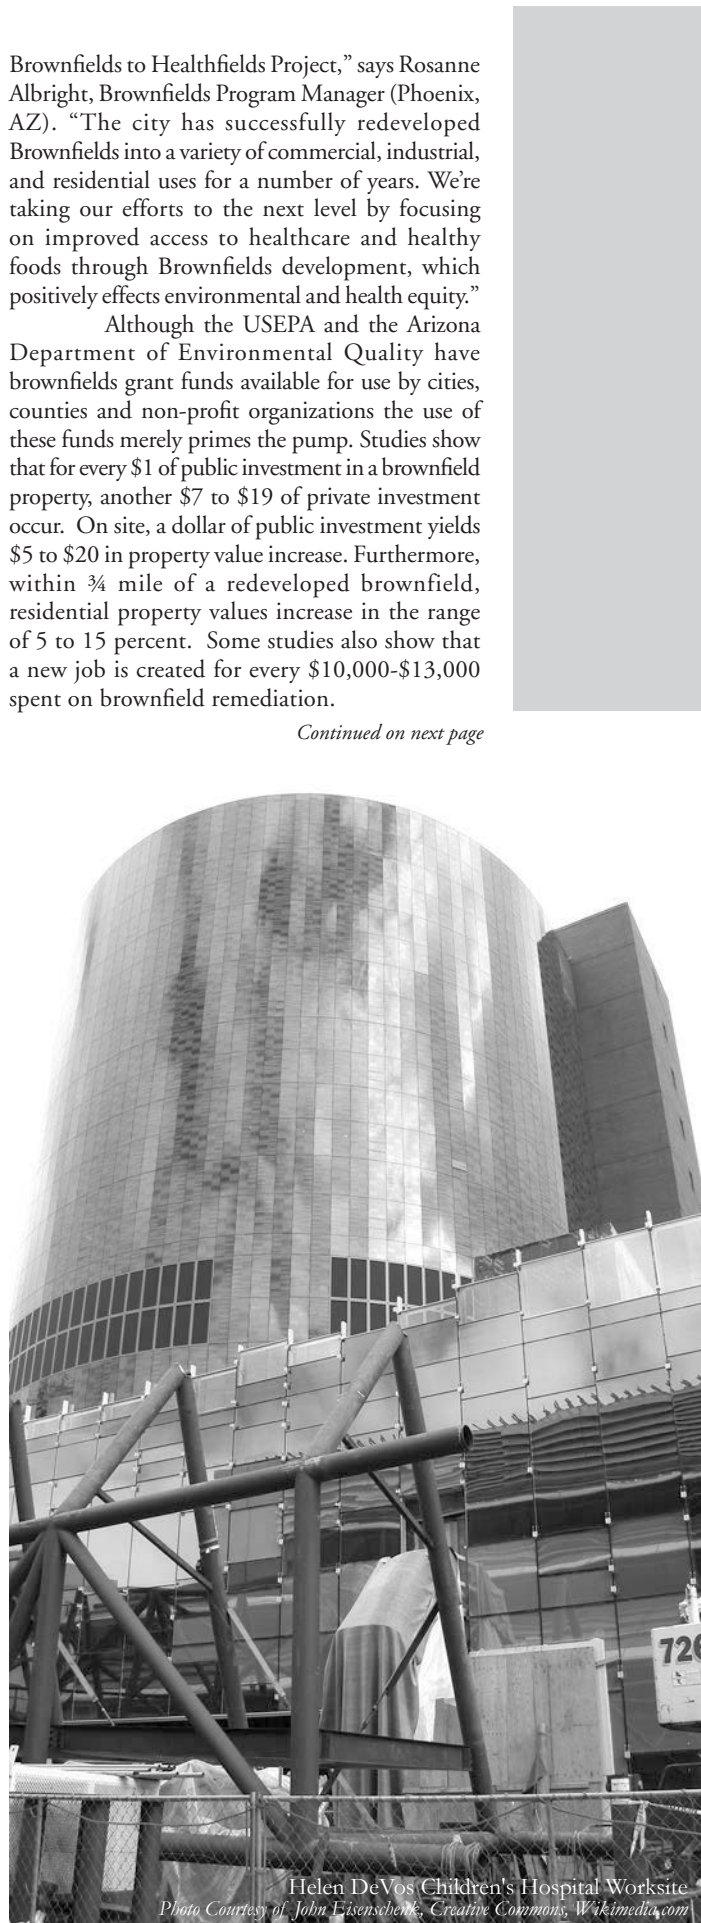 Brownfields to Healthfields Project,” says Rosanne
Albright, Brownfields Program Manager (Phoenix,
AZ). “The city has successfully redeveloped
Brownfields into a variety of commercial, industrial,
and residential uses for a number of years. We’re
taking our efforts to the next level by focusing
on improved access to healthcare and healthy
foods through Brownfields development, which
positively effects environmental and health equity.”
Although the USEPA and the Arizona
Department of Environmental Quality have
brownfields grant funds available for use by cities,
counties and non-profit organizations the use of
these funds merely primes the pump. Studies show
that for every $1 of public investment in a brownfield
property, another $7 to $19 of private investment
occur. On site, a dollar of public investment yields
$5 to $20 in property value increase. Furthermore,
within ¾ mile of a redeveloped brownfield,
residential property values increase in the range
of 5 to 15 percent. Some studies also show that
a new job is created for every $10,000-$13,000
spent on brownfield remediation.
Continued on next page
726
Helen DeVos Children's Hospital Worksite
Photo Courtesy of John Eisenschenk, Creative Commons, Wikimedia.com